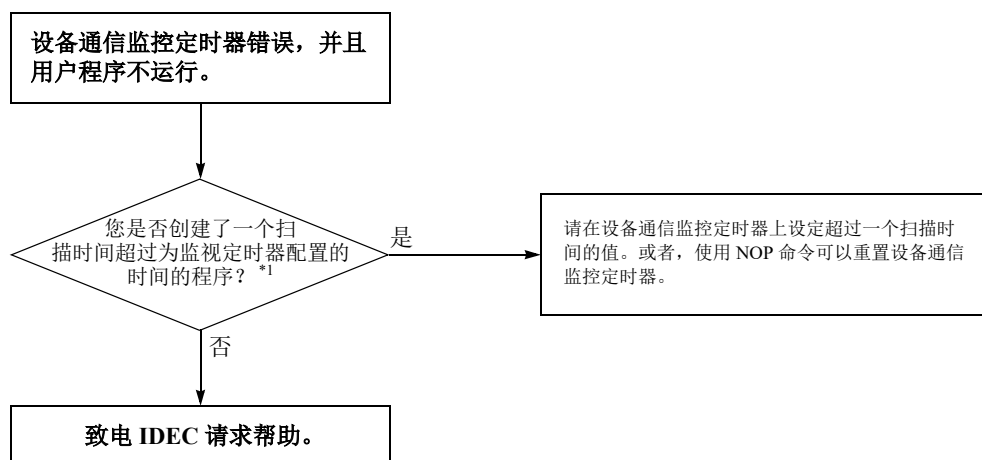 设备通信监控定时器错误，并且
用户程序不运行。
您是否创建了一个扫
描时间超过为监视定时器配置的
时间的程序？*1
是
请在设备通信监控定时器上设定超过一个扫描时
间的值。或者，使用 NOP 命令可以重置设备通信
监控定时器。
否
致电 IDEC 请求帮助。